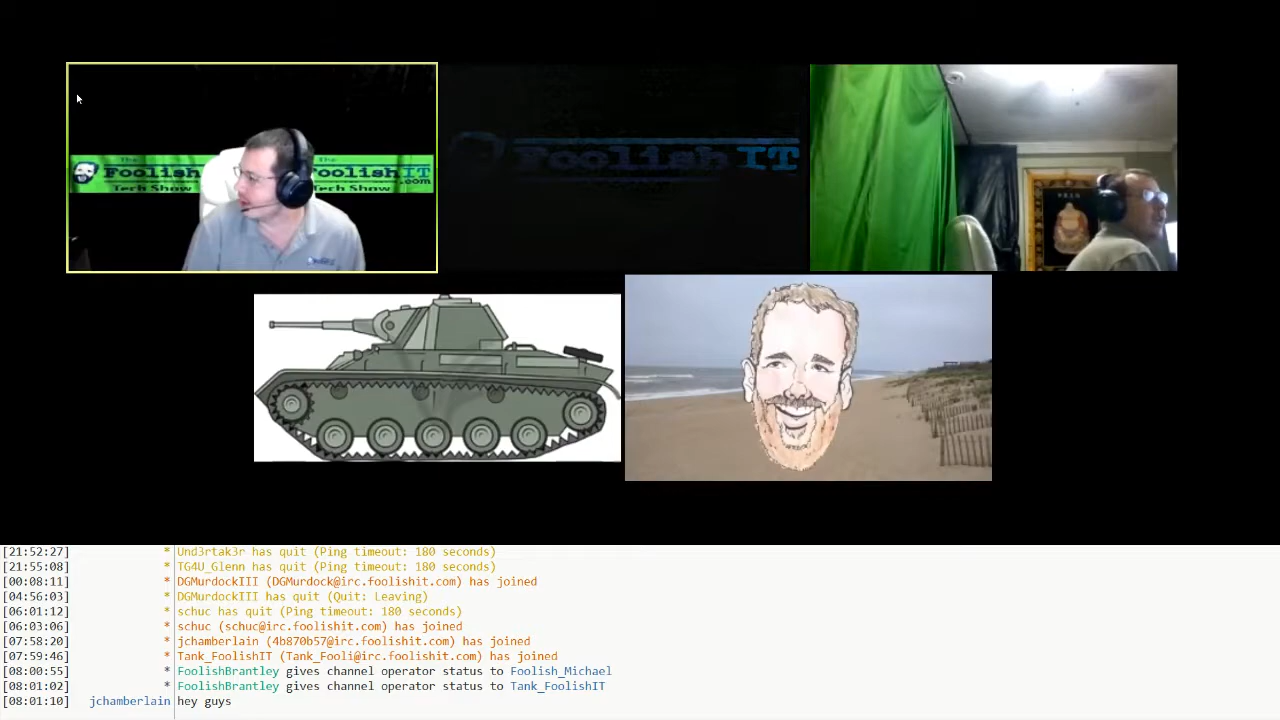 The The
Foolish FoolishIT
Tech Show Tech Show .com
Foolish IT
[21:52:27] * Und3rtak3r has quit (Ping timeout: 180 seconds)
[21:55:08] * TG4U_Glenn has quit (Ping timeout: 180 seconds)
[00:08:11] * DGMurdockIII (DGMurdock@irc.foolishit.com) has joined
[04:56:03] * DGMurdockIII has quit (Quit: Leaving)
[06:01:12] * schuc has quit (Ping timeout: 180 seconds)
[06:03:06] * schuc (schuc@irc.foolishit.com) has joined
[07:58:20] * jchamberlain (4b870b57@irc.foolishit.com) has joined
[07:59:46] * Tank_FoolishIT (Tank_Fooli@irc.foolishit.com) has joined
[08:00:55] * FoolishBrantley gives channel operator status to Foolish_Michael
[08:01:02] * FoolishBrantley gives channel operator status to Tank_FoolishIT
[08:01:10] jchamberlain hey guys